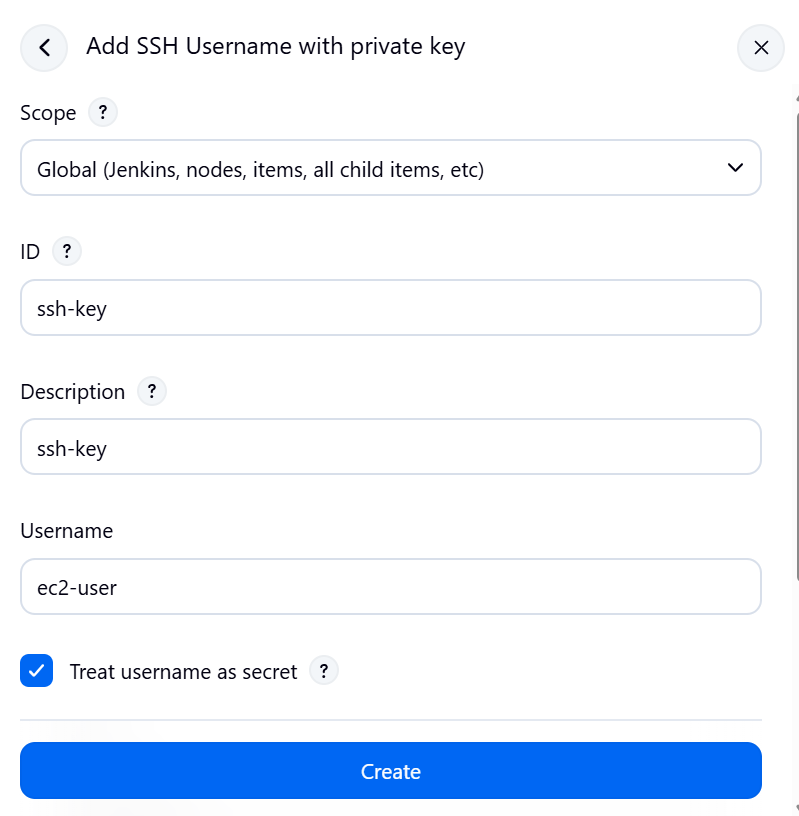 Add SSH Username with private key
Scope ?
Global (Jenkins, nodes, items, all child items, etc)
ID ?
ssh-key
Description ?
ssh-key
Username
ec2-user
Treat username as secret ?
Create